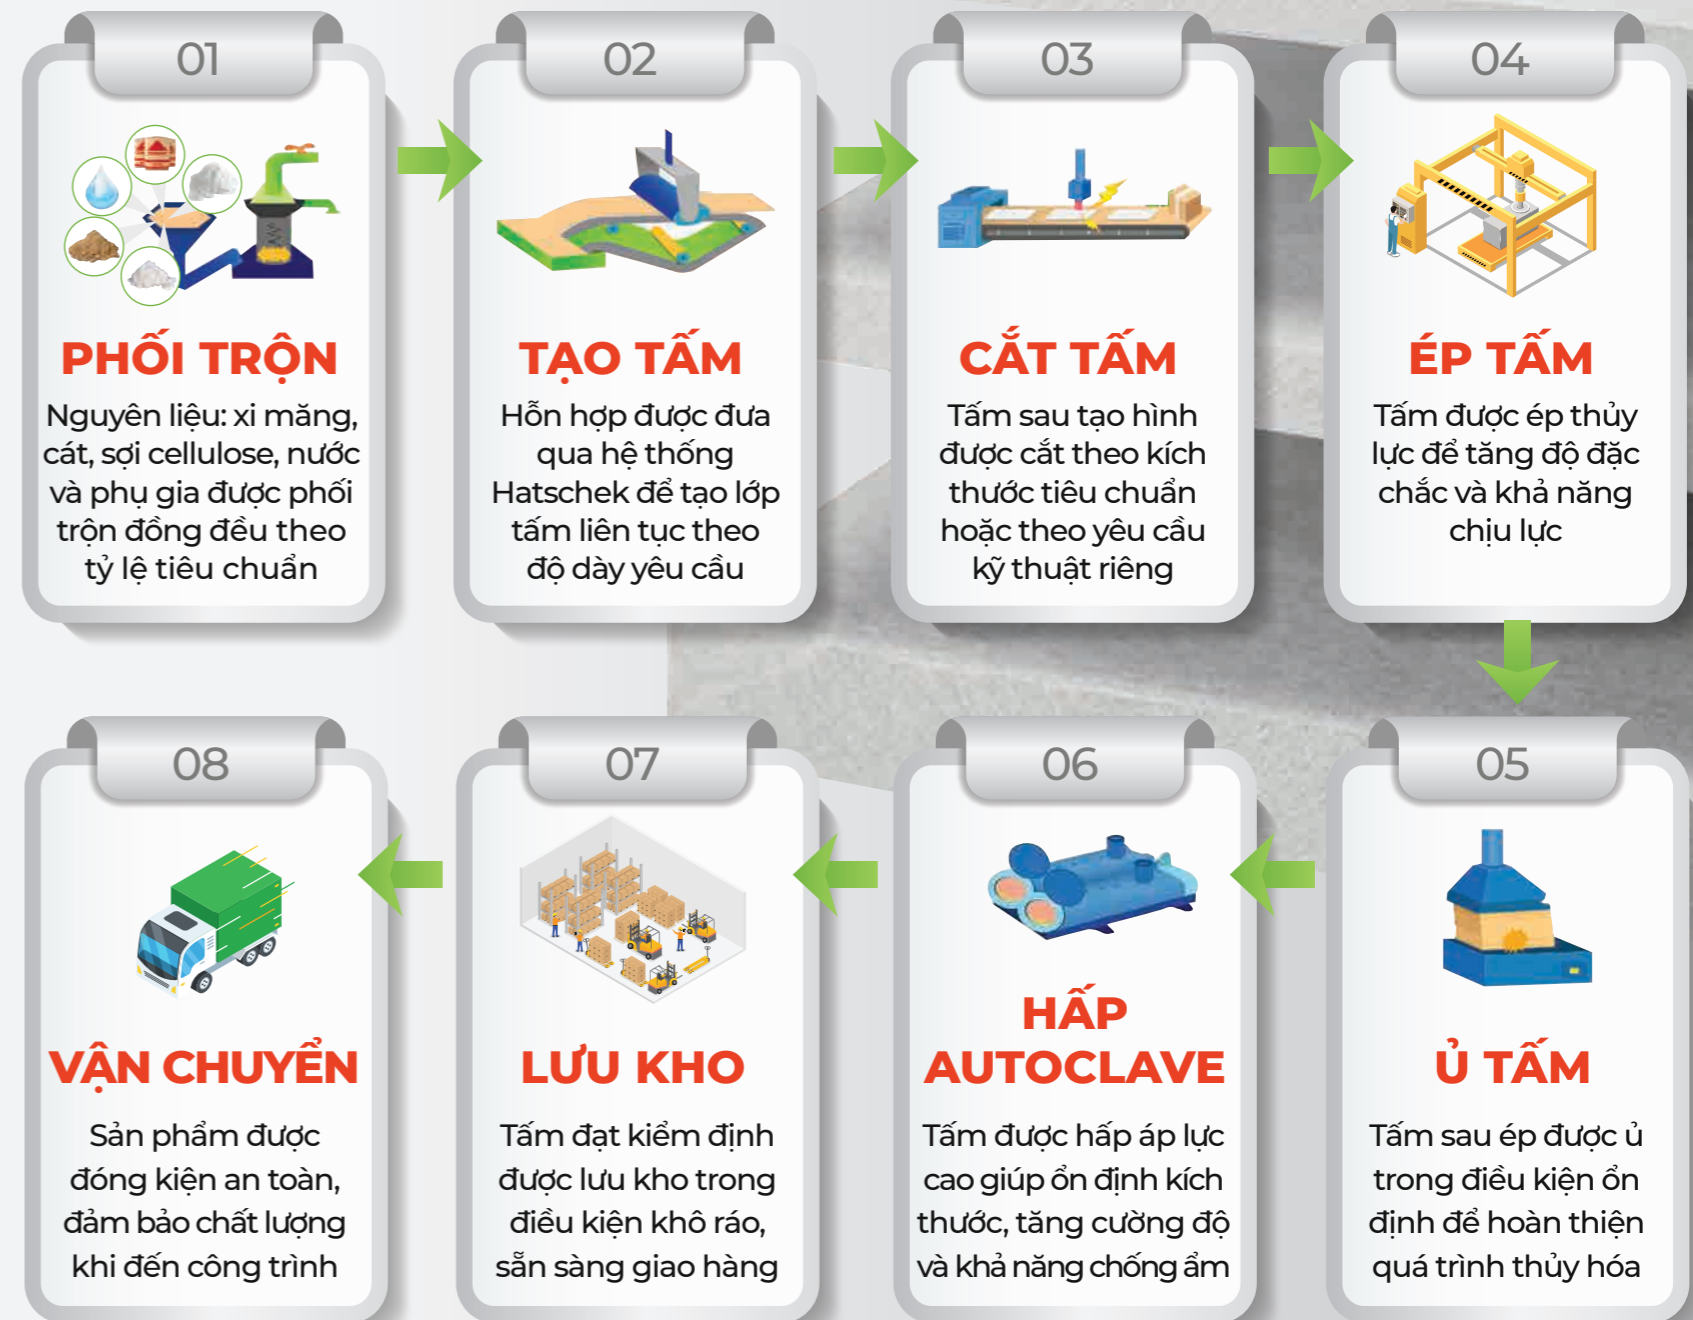 01
PHỐI TRỘN
Nguyên liệu: xi măng,
cát, sợi cellulose, nước
và phụ gia được phối
trộn đồng đều theo
tỷ lệ tiêu chuẩn
02
TẠO TẤM
Hỗn hợp được đưa
qua hệ thống
Hatschek để tạo lớp
tấm liên tục theo
độ dày yêu cầu
03
CẮT TẤM
Tấm sau tạo hình
được cắt theo kích
thước tiêu chuẩn
hoặc theo yêu cầu
kỹ thuật riêng
04
ÉP TẤM
Tấm được ép thủy
lực để tăng độ đặc
chắc và khả năng
chịu lực
05
Ủ TẤM
Tấm sau ép được ủ
trong điều kiện ổn
định để hoàn thiện
quá trình thủy hóa
06
HẤP
AUTOCLAVE
Tấm được hấp áp lực
cao giúp ổn định kích
thước, tăng cường độ
và khả năng chống ẩm
07
LƯU KHO
Tấm đạt kiểm định
được lưu kho trong
điều kiện khô ráo,
sẵn sàng giao hàng
08
VẬN CHUYỂN
Sản phẩm được
đóng kiện an toàn,
đảm bảo chất lượng
khi đến công trình